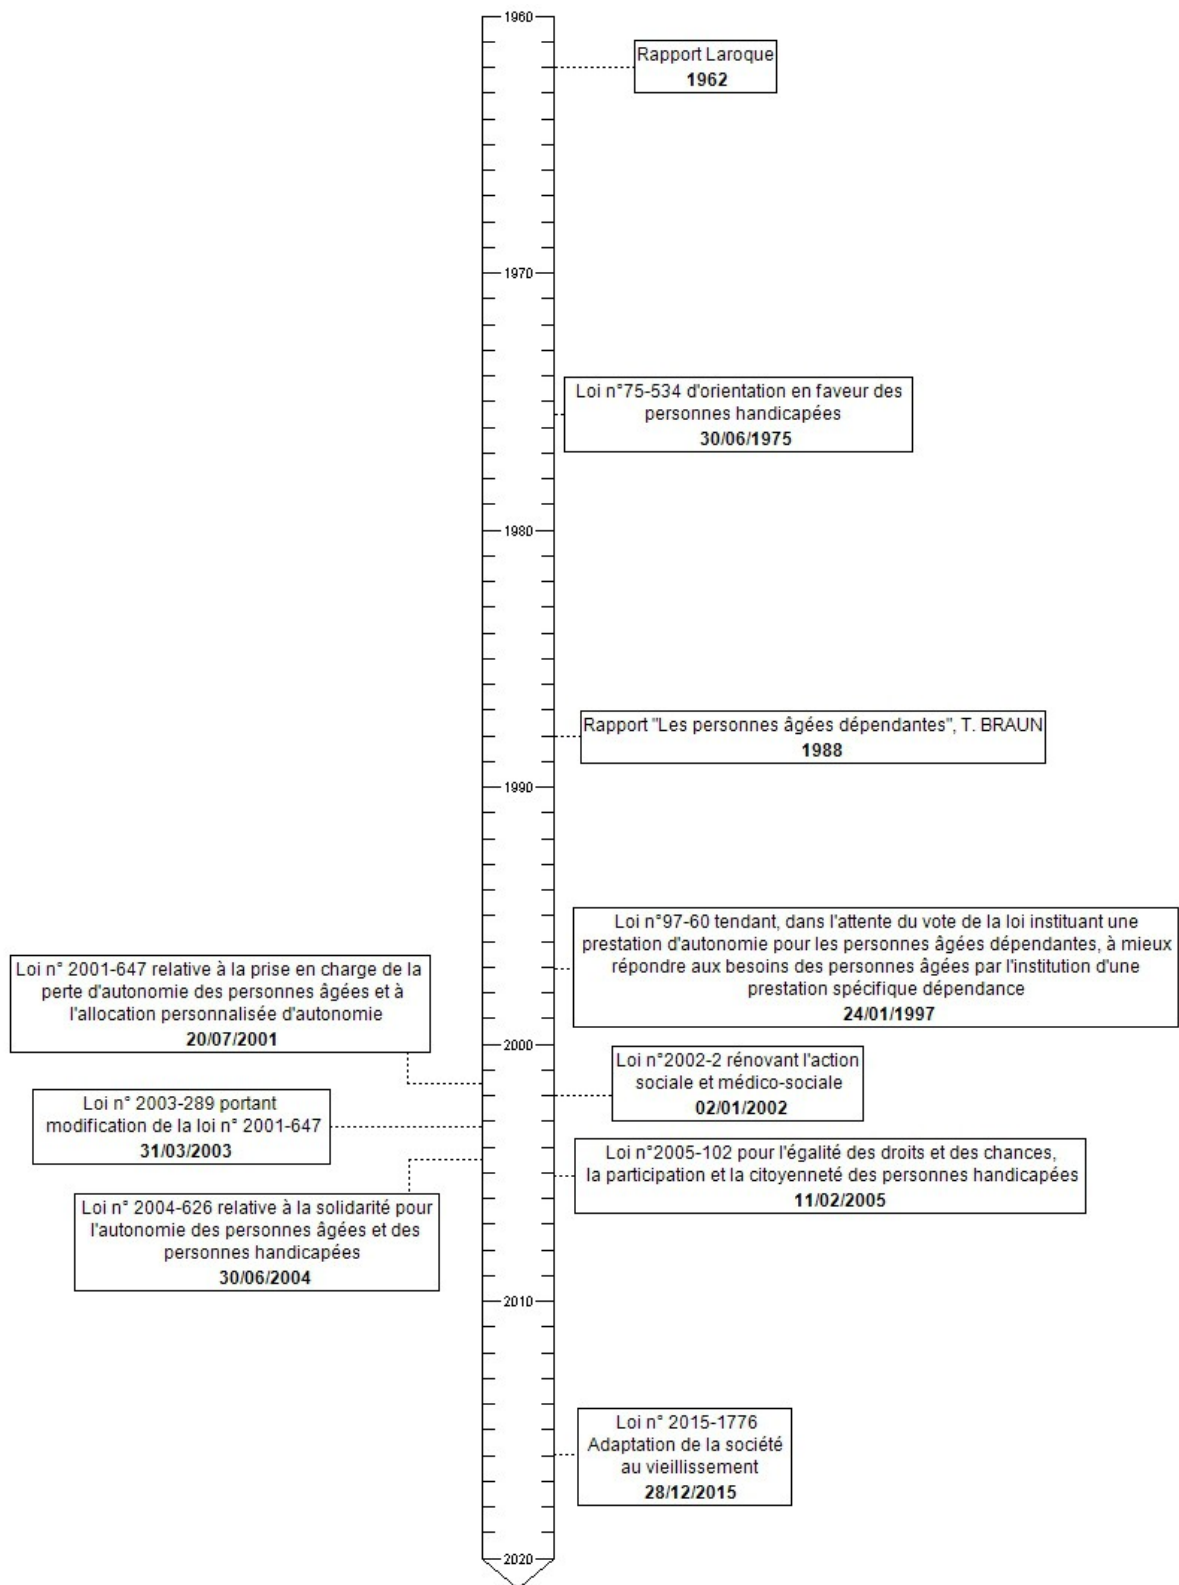 1960
Rapport Laroque
1962
1970
Loi n°75-534 d'orientation en faveur des
personnes handicapées
30/06/1975
1980
Rapport "Les personnes âgées dépendantes", T. BRAUN
1988
1990
Loi n°97-60 tendant, dans l'attente du vote de la loi instituant une
prestation d'autonomie pour les personnes âgées dépendantes, à mieux
répondre aux besoins des personnes âgées par l'institution d'une
prestation spécifique dépendance
24/01/1997
Loi n° 2001-647 relative à la prise en charge de la
perte d'autonomie des personnes âgées et à
l'allocation personnalisée d'autonomie
20/07/2001
2000
Loi n°2002-2 rénovant l'action
sociale et médico-sociale
02/01/2002
Loi n° 2003-289 portant
modification de la loi n° 2001-647
31/03/2003
Loi n°2005-102 pour l'égalité des droits et des chances,
la participation et la citoyenneté des personnes handicapées
11/02/2005
Loi n° 2004-626 relative à la solidarité pour
l'autonomie des personnes âgées et des
personnes handicapées
30/06/2004
2010
Loi n° 2015-1776
Adaptation de la société
au vieillissement
28/12/2015
2020